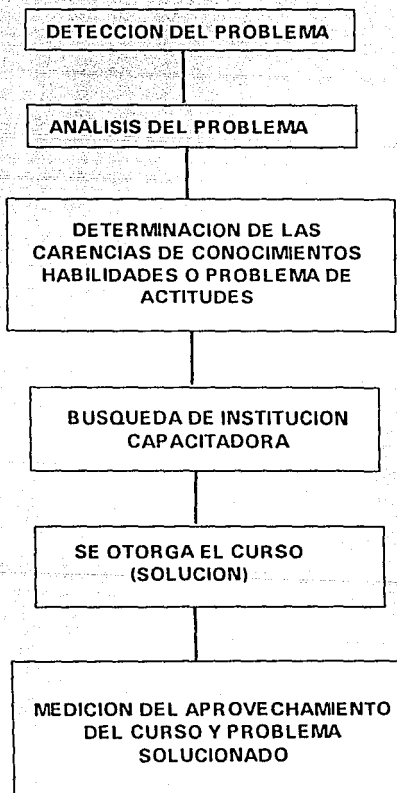 DETECCION DEL PROBLEMA
ANALISIS DEL PROBLEMA
DETERMINACION DE LAS
CARENCIAS DE CONOCIMIENTOS
HABILIDADES O PROBLEMA DE
ACTITUDES
BUSQUEDA DE INSTITUCION
CAPACITADORA
SE OTORGA EL CURSO
(SOLUCION)
MEDICION DEL APROVECHAMIENTO
DEL CURSO Y PROBLEMA
SOLUCIONADO